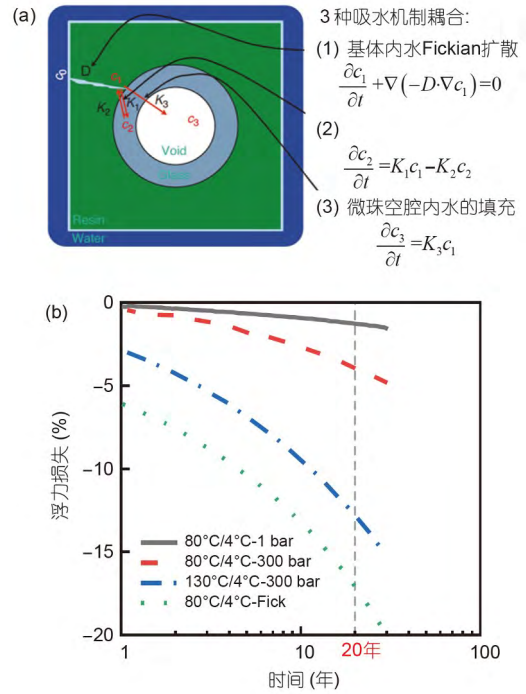 (a)
3种吸水机制耦合:
(1) 基体内水Fickian扩散
∂c₁/∂t+∇(−D·∇c₁)=0
(2)
∂c₂/∂t=K₁c₁−K₂c₂
(3) 微珠空腔内水的填充
∂c₃/∂t=K₃c₁
c₀
D
c₁
K₂
K₁
K₃
c₂
c₃
Void
Resin
Water
(b)
浮力损失 (%)
0
−5
−10
−15
−20
80°C/4°C-1 bar
80°C/4°C-300 bar
130°C/4°C-300 bar
80°C/4°C-Fick
1
10
20年
100
时间 (年)